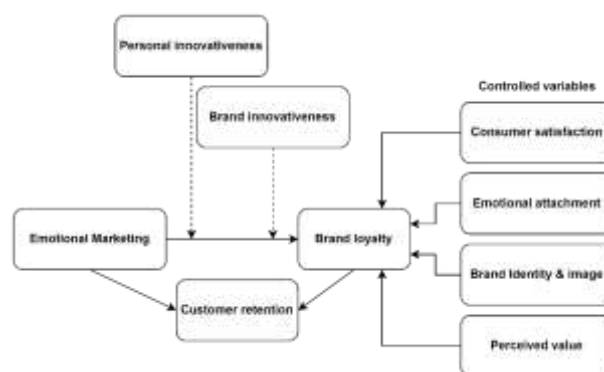 Personal innovativeness
Controlled variables
Brand innovativeness
Consumer satisfaction
Emotional attachment
Emotional Marketing
Brand loyalty
Brand Identity & image
Customer retention
Perceived value